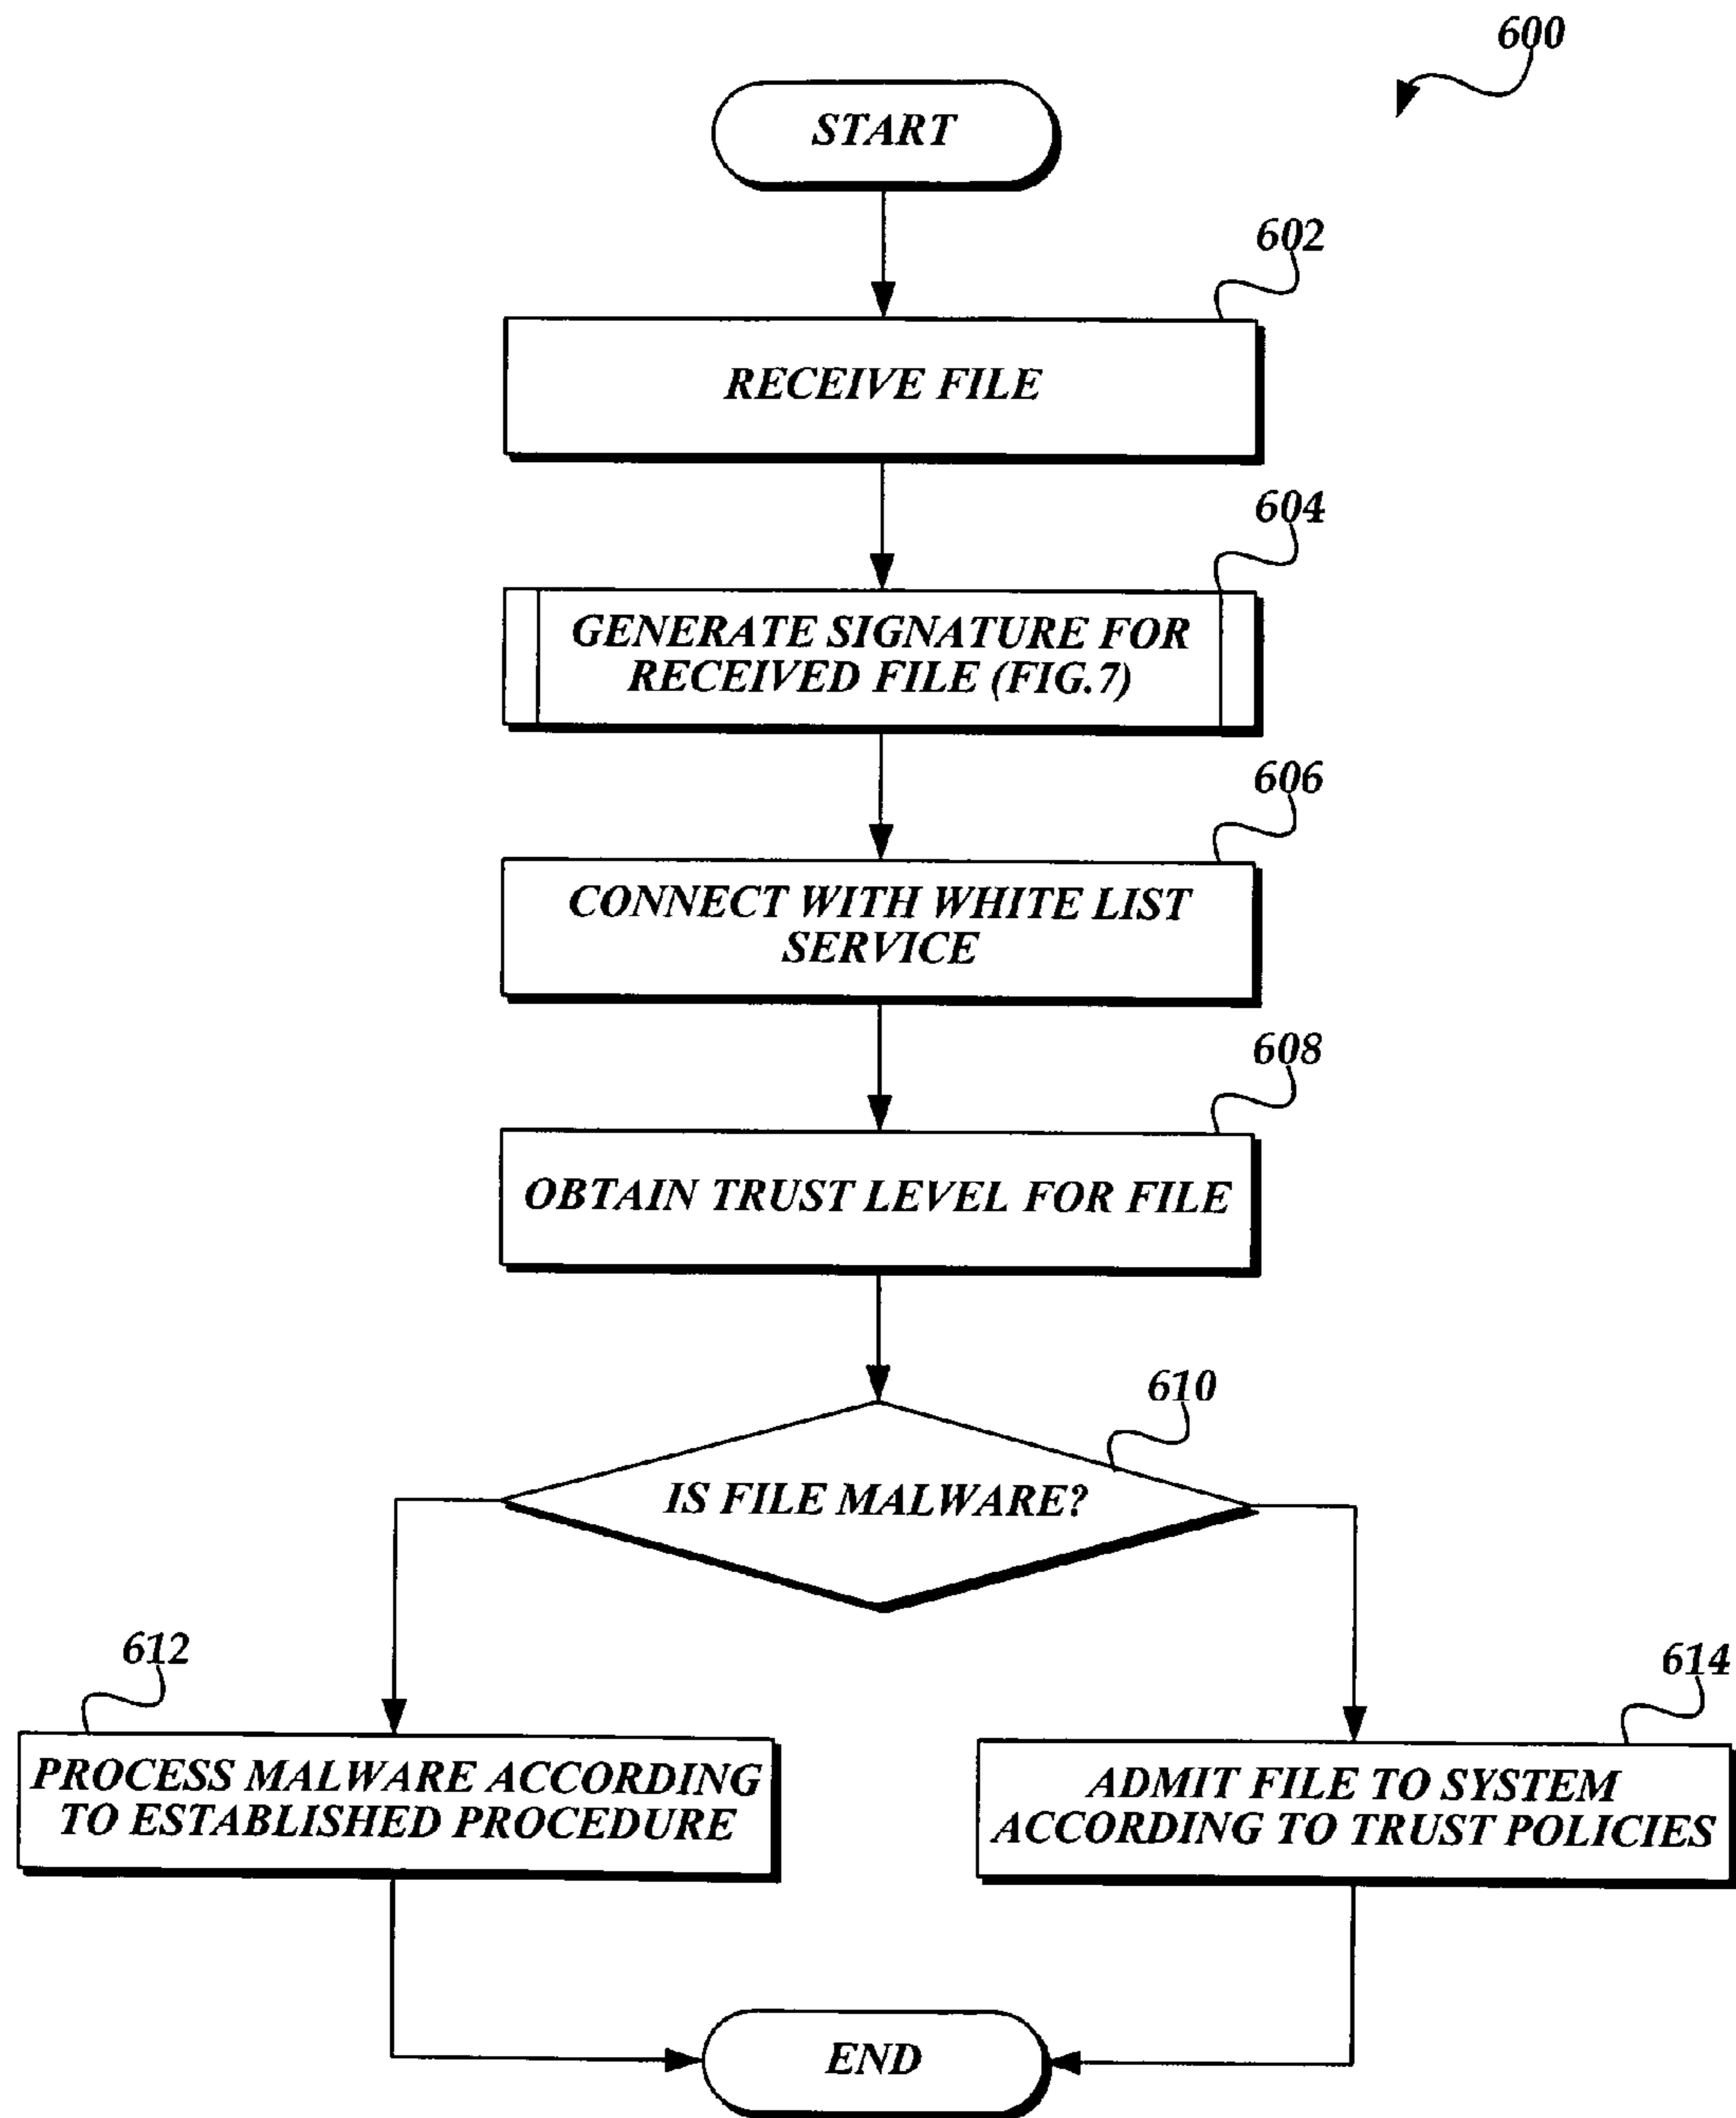 600
START
602
RECEIVE FILE
604
GENERATE SIGNATURE FOR
RECEIVED FILE (FIG.7)
606
CONNECT WITH WHITE LIST
SERVICE
608
OBTAIN TRUST LEVEL FOR FILE
610
IS FILE MALWARE?
612
PROCESS MALWARE ACCORDING
TO ESTABLISHED PROCEDURE
614
ADMIT FILE TO SYSTEM
ACCORDING TO TRUST POLICIES
END